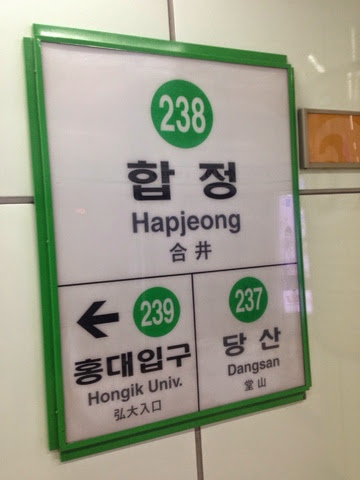 238
합정
Hapjeong
合井
← 239
홍대입구
Hongik Univ.
弘大入口
237
당산
Dangsan
堂山